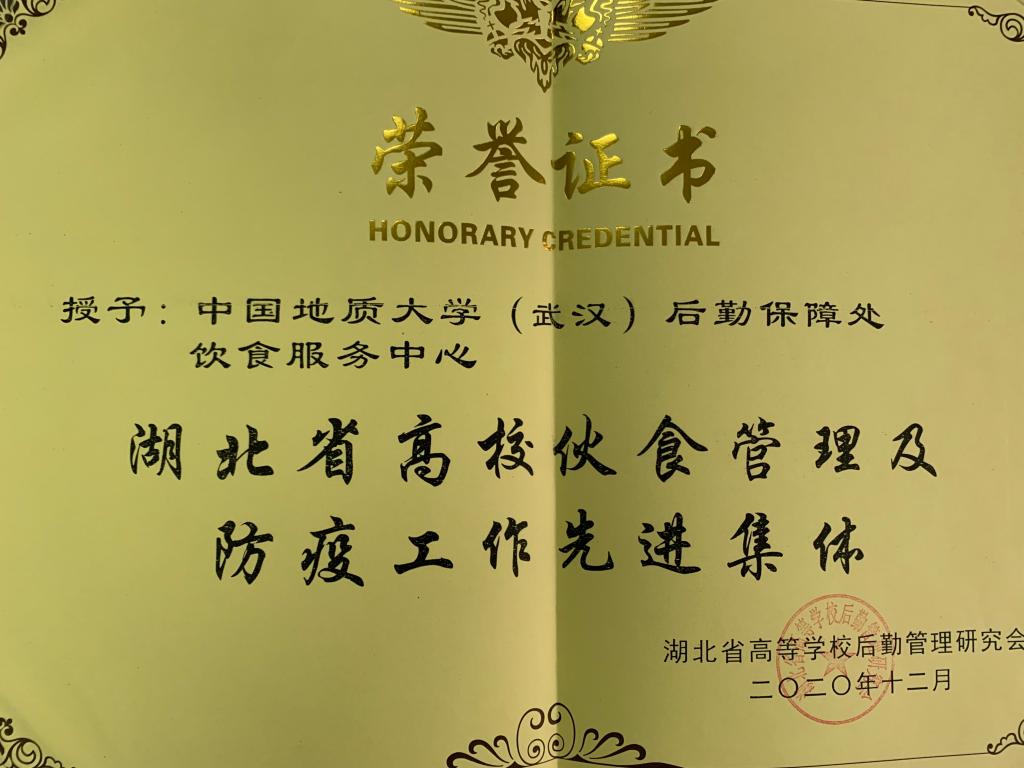 荣誉证书
HONORARY CREDENTIAL
授予：中国地质大学（武汉）后勤保障处
饮食服务中心
湖北省高校伙食管理及
防疫工作先进集体
湖北省高等学校后勤管理研究会
二〇二〇年十二月